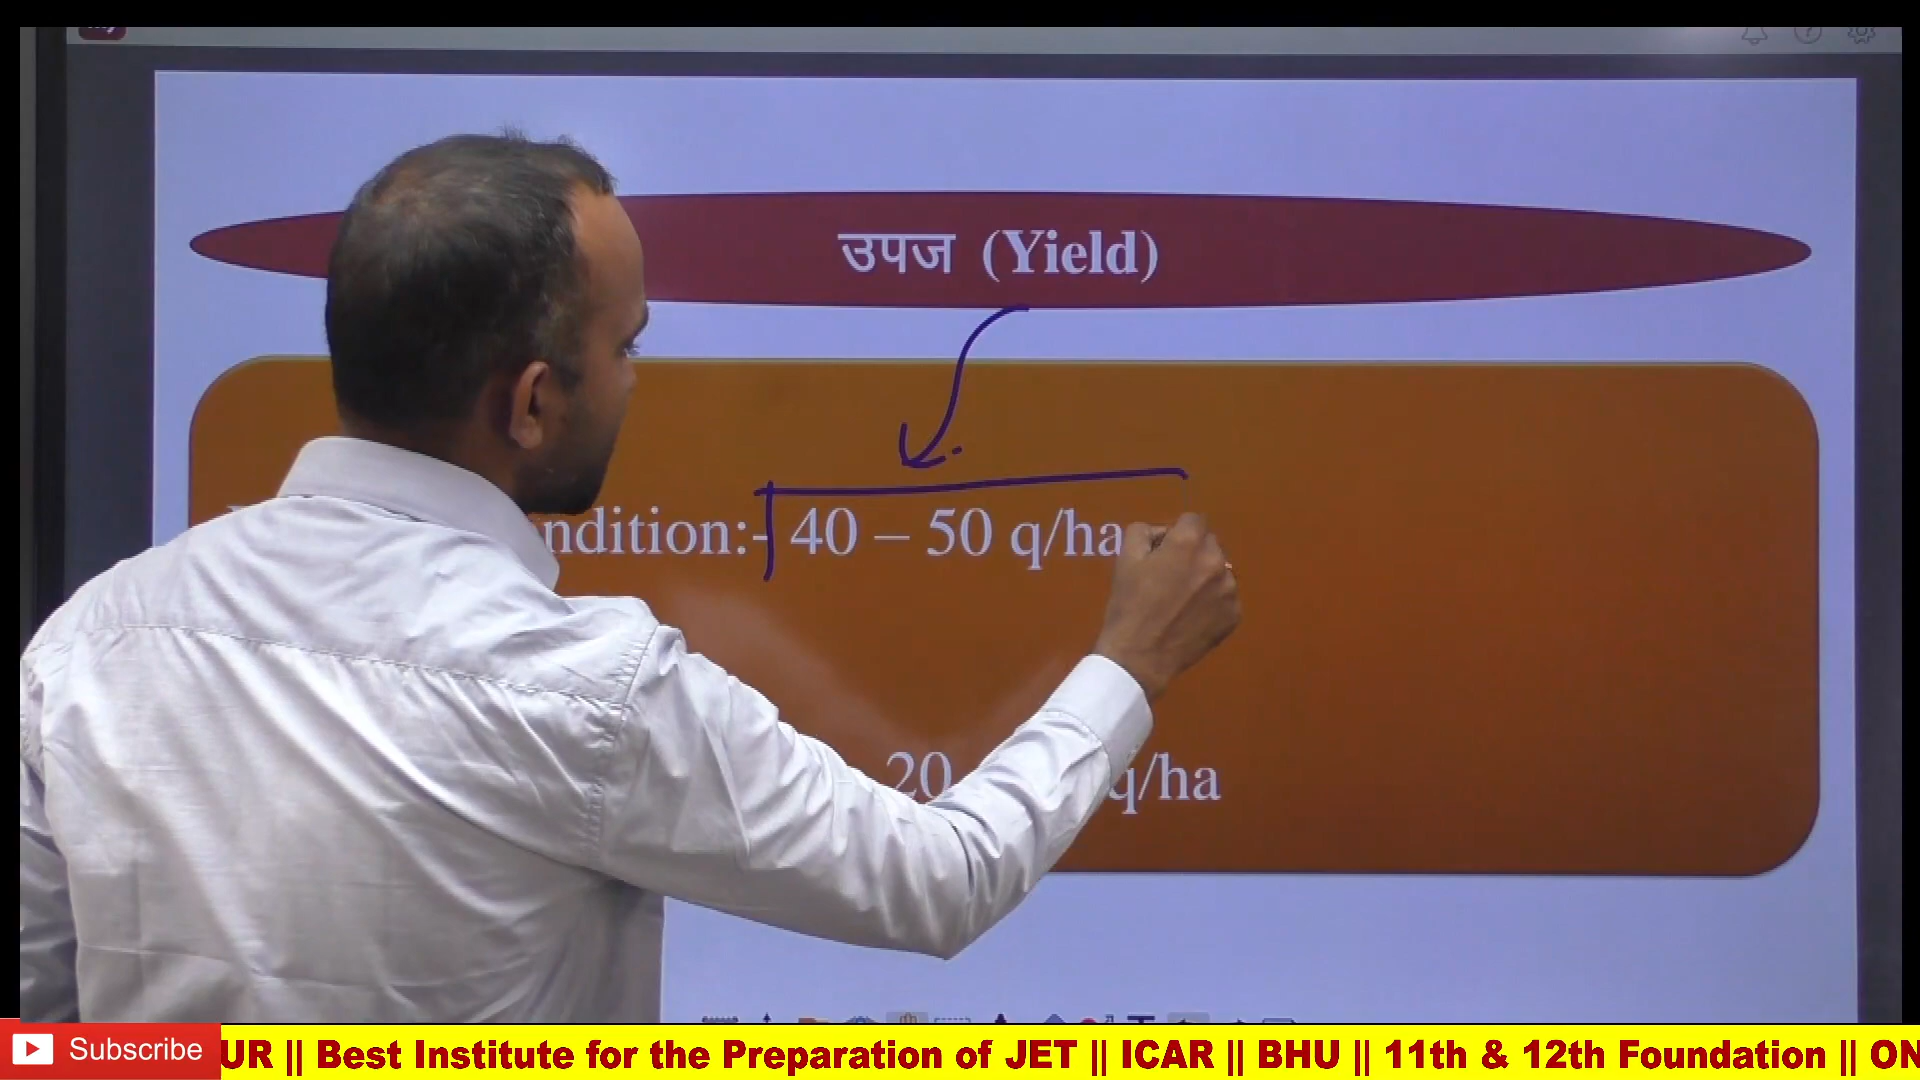 उपज (Yield)
ndition:- 40 – 50 q/ha
20 q/ha
Subscribe
UR || Best Institute for the Preparation of JET || ICAR || BHU || 11th & 12th Foundation || ON